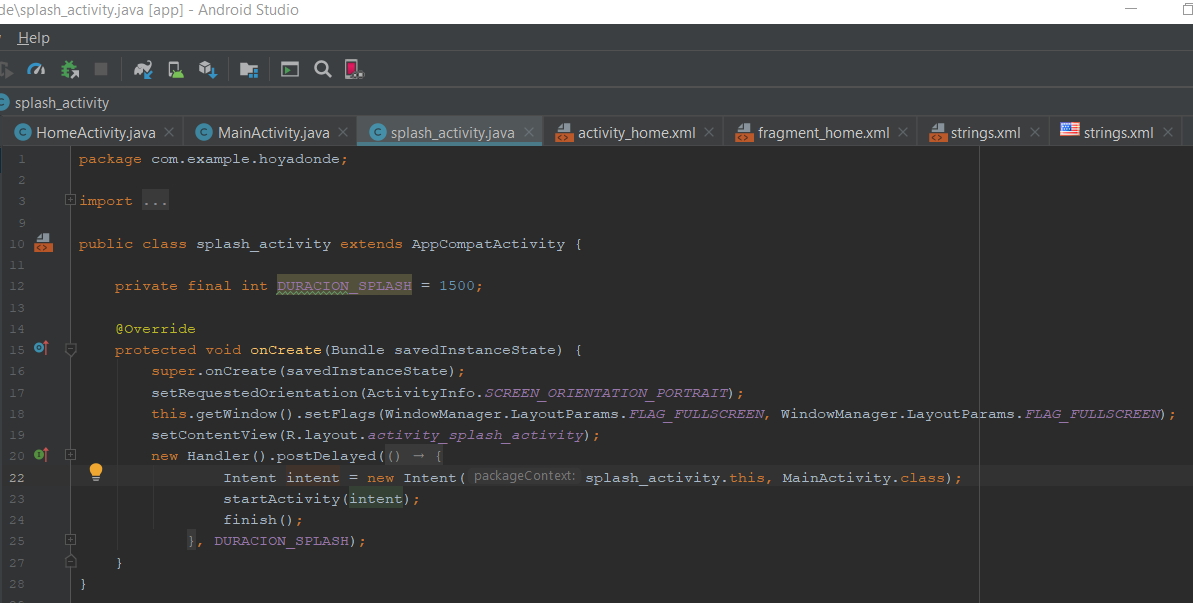 de\splash_activity.java [app] - Android Studio
Help
splash_activity
HomeActivity.java MainActivity.java splash_activity.java activity_home.xml fragment_home.xml strings.xml strings.xml
1 package com.example.hoyadonde;
2
3 import ...
9
10 public class splash_activity extends AppCompatActivity {
11
12 private final int DURACION_SPLASH = 1500;
13
14 @Override
15 protected void onCreate(Bundle savedInstanceState) {
16 super.onCreate(savedInstanceState);
17 setRequestedOrientation(ActivityInfo.SCREEN_ORIENTATION_PORTRAIT);
18 this.getWindow().setFlags(WindowManager.LayoutParams.FLAG_FULLSCREEN, WindowManager.LayoutParams.FLAG_FULLSCREEN);
19 setContentView(R.layout.activity_splash_activity);
20 new Handler().postDelayed(() → {
22 Intent intent = new Intent( packageContext: splash_activity.this, MainActivity.class);
23 startActivity(intent);
24 finish();
25 }, DURACION_SPLASH);
27 }
28 }